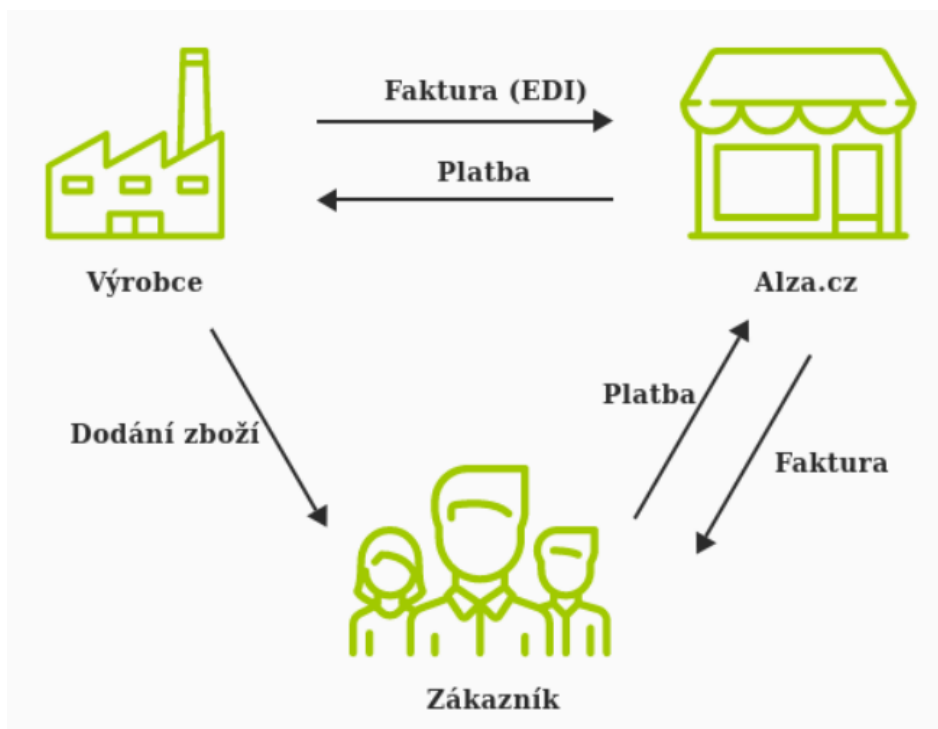 Faktura (EDI)
Platba
Výrobce
Alza.cz
Platba
Dodání zboží
Faktura
Zákazník